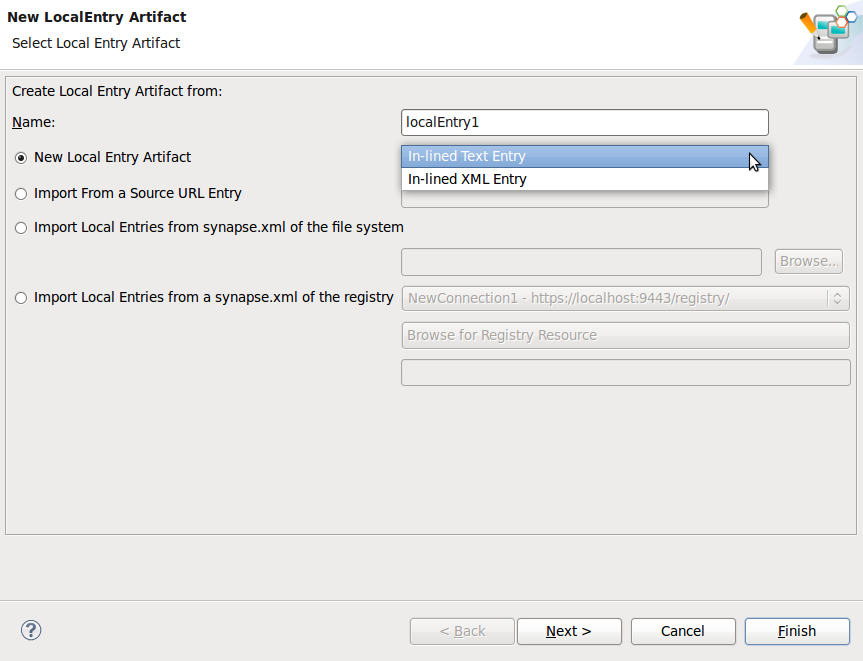 New LocalEntry Artifact
Select Local Entry Artifact
Create Local Entry Artifact from:
Name: localEntry1
New Local Entry Artifact In-lined Text Entry
In-lined XML Entry
Import From a Source URL Entry
Import Local Entries from synapse.xml of the file system
Browse...
Import Local Entries from a synapse.xml of the registry NewConnection1 - https://localhost:9443/registry/
Browse for Registry Resource
? < Back Next > Cancel Finish